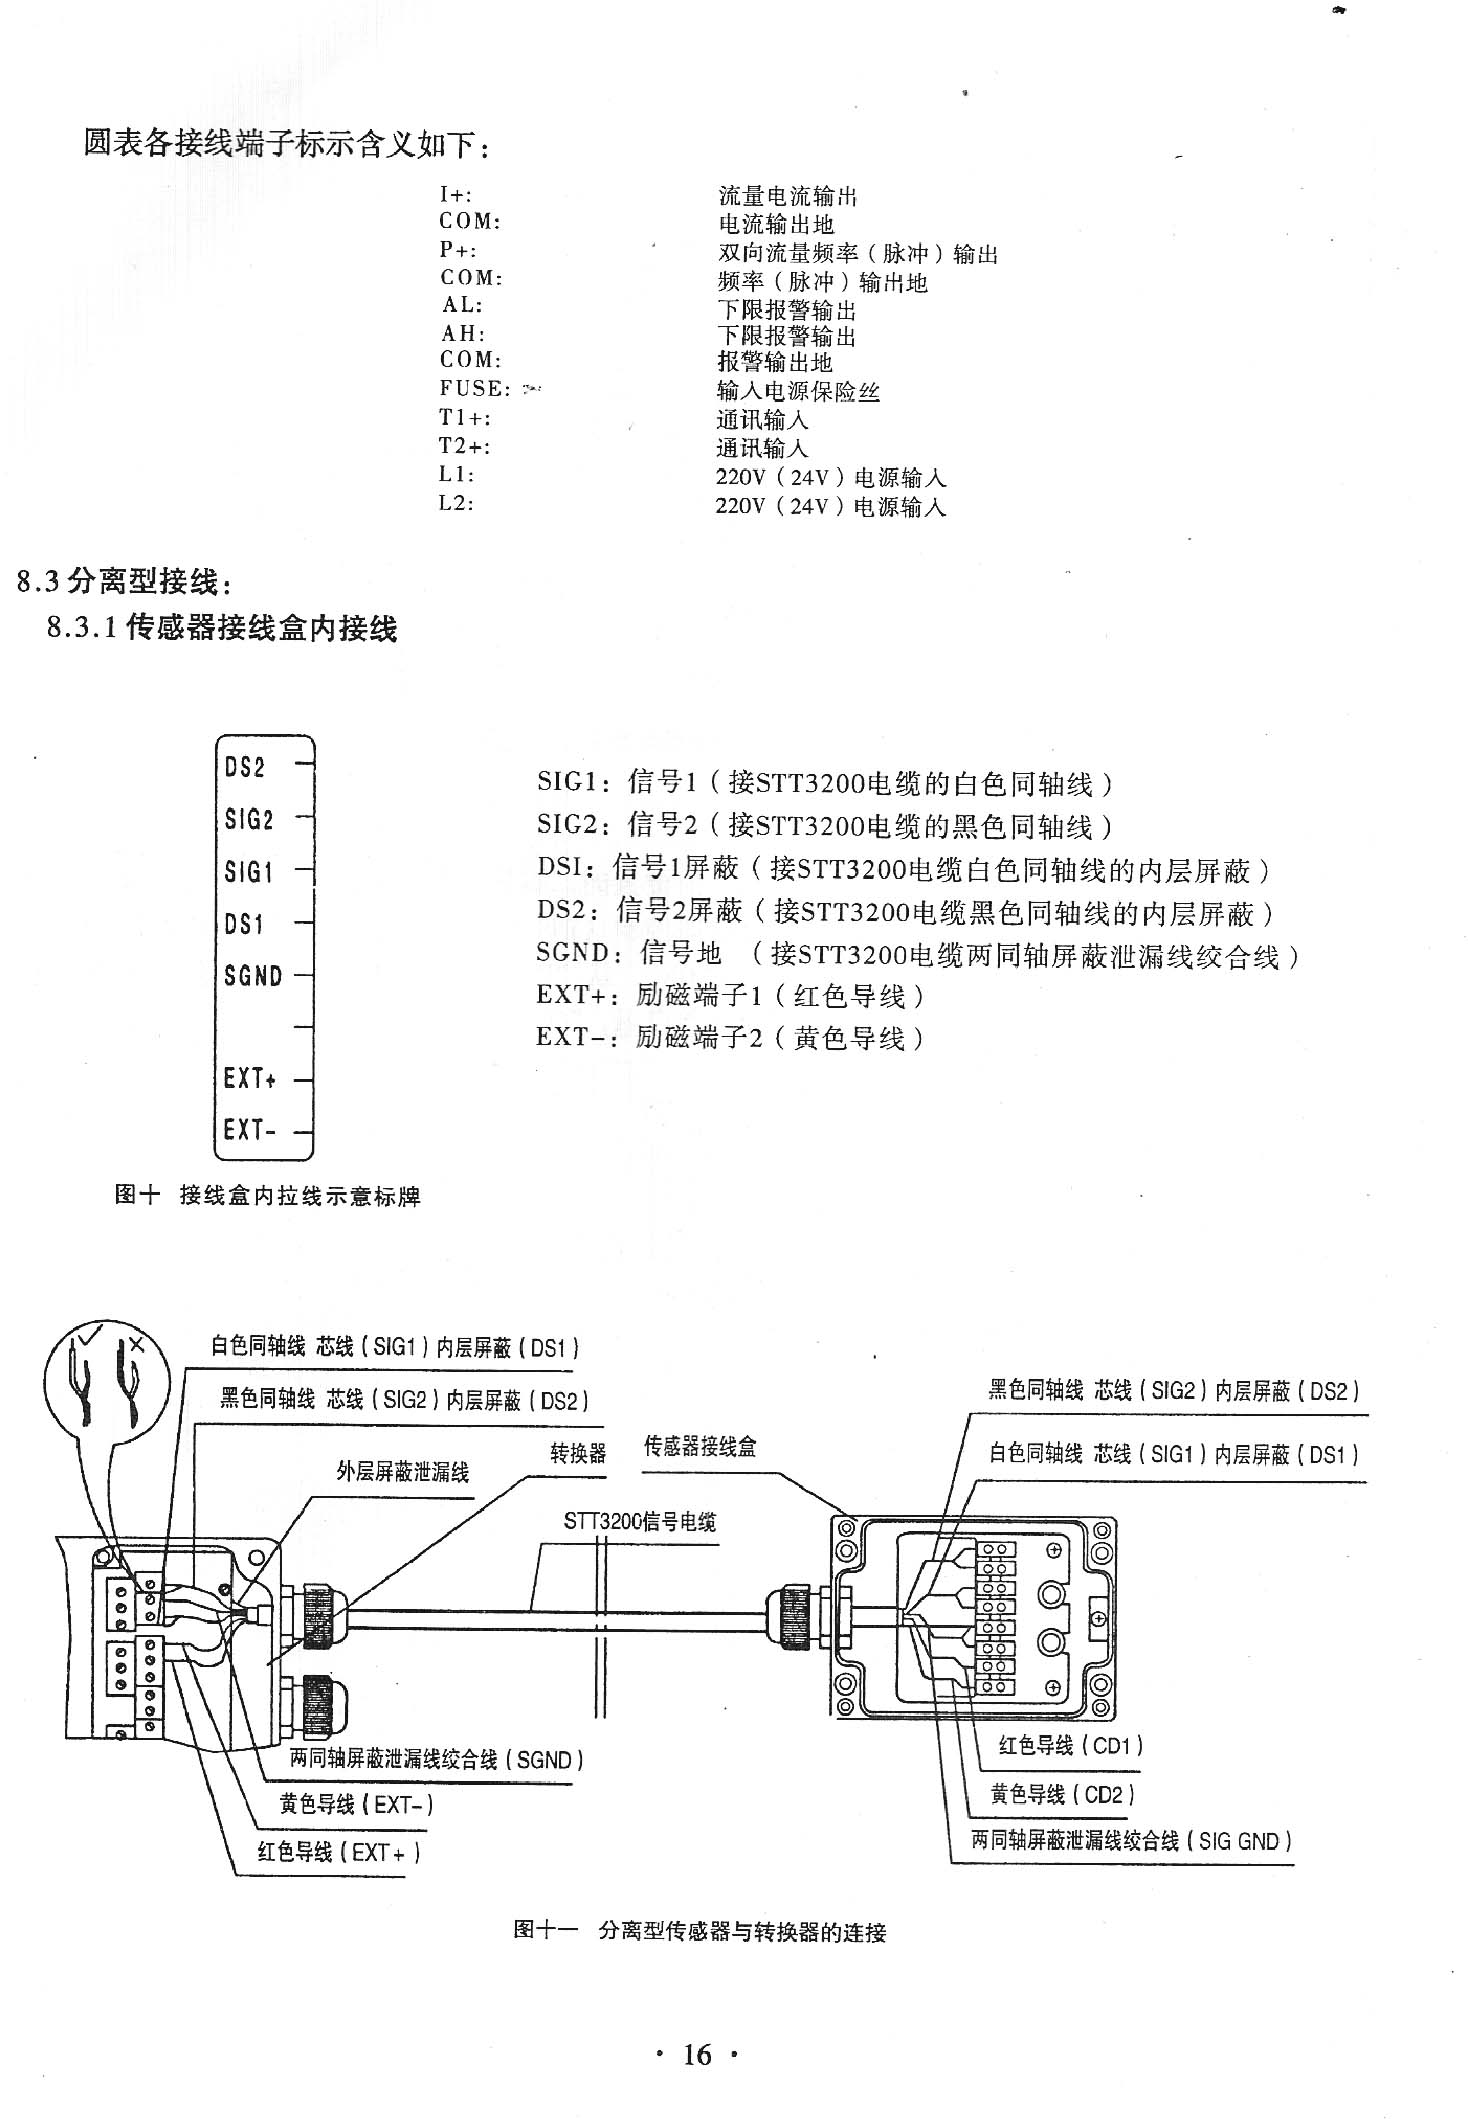 圆表各接线端子标示含义如下：
I+: 流量电流输出
COM: 电流输出地
P+: 双向流量频率（脉冲）输出
COM: 频率（脉冲）输出地
AL: 下限报警输出
AH: 下限报警输出
COM: 报警输出地
FUSE: 输入电源保险丝
T1+: 通讯输入
T2+: 通讯输入
L1: 220V（24V）电源输入
L2: 220V（24V）电源输入
8.3分离型接线：
8.3.1传感器接线盒内接线
DS2
SIG2
SIG1
DS1
SGND
EXT+
EXT-
SIG1：信号1（接STT3200电缆的白色同轴线）
SIG2：信号2（接STT3200电缆的黑色同轴线）
DSI：信号1屏蔽（接STT3200电缆白色同轴线的内层屏蔽）
DS2：信号2屏蔽（接STT3200电缆黑色同轴线的内层屏蔽）
SGND：信号地 （接STT3200电缆两同轴屏蔽泄漏线绞合线）
EXT+：励磁端子1（红色导线）
EXT-：励磁端子2（黄色导线）
图十 接线盒内拉线示意标牌
白色同轴线 芯线（SIG1）内层屏蔽（DS1）
黑色同轴线 芯线（SIG2）内层屏蔽（DS2）
外层屏蔽泄漏线
转换器
传感器接线盒
STT3200信号电缆
黑色同轴线 芯线（SIG2）内层屏蔽（DS2）
白色同轴线 芯线（SIG1）内层屏蔽（DS1）
两同轴屏蔽泄漏线绞合线（SGND）
黄色导线（EXT-）
红色导线（EXT+）
红色导线（CD1）
黄色导线（CD2）
两同轴屏蔽泄漏线绞合线（SIG GND）
图十一 分离型传感器与转换器的连接
· 16 ·